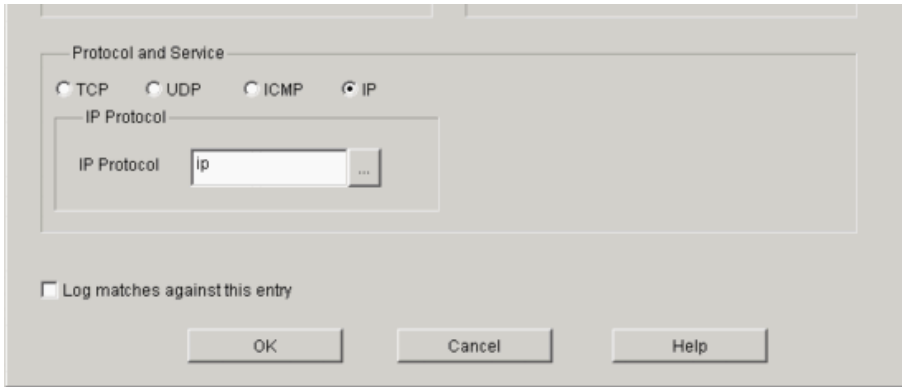 Protocol and Service
TCP UDP ICMP IP
IP Protocol
IP Protocol ip ...
Log matches against this entry
OK Cancel Help